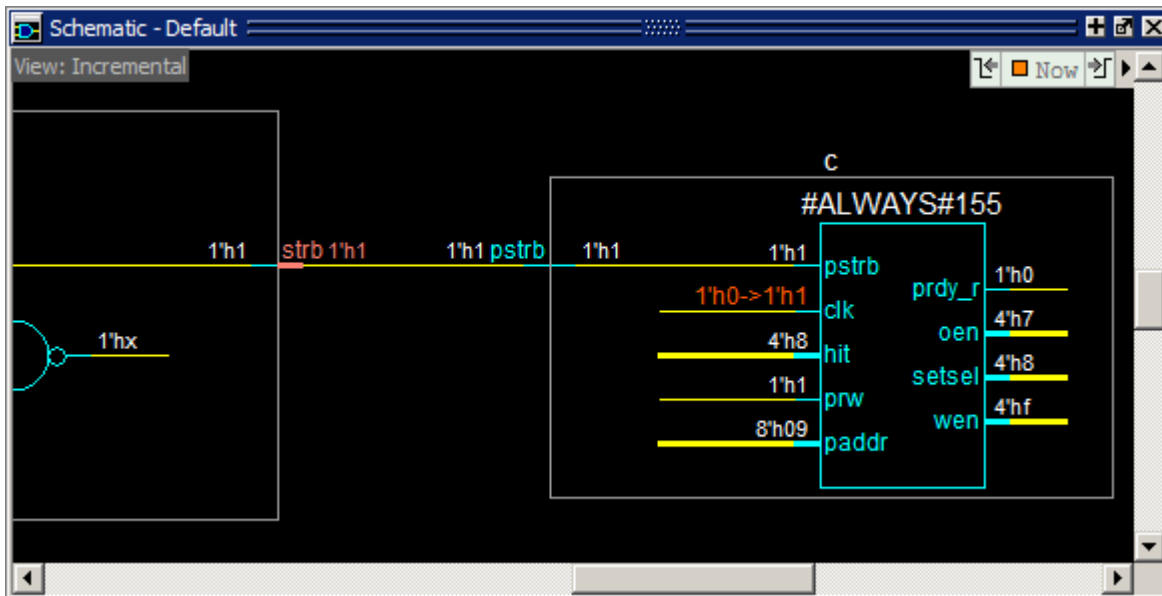 Schematic - Default
View: Incremental
Now
c
#ALWAYS#155
1'h1 strb 1'h1 1'h1 pstrb 1'h1 1'h1 pstrb
prdy_r 1'h0
1'h0->1'h1 clk
oen 4'h7
1'hx
4'h8 hit
setsel 4'h8
1'h1 prw
wen 4'hf
8'h09 paddr